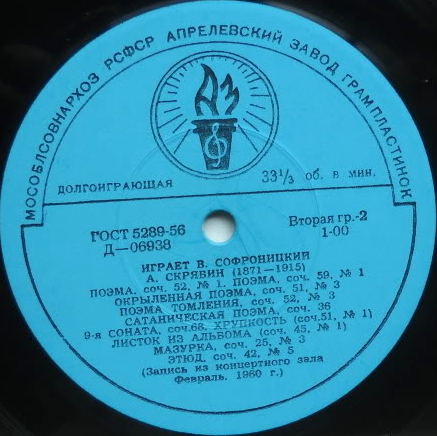 МОСОБЛСОВНАРХОЗ РСФСР АПРЕЛЕВСКИЙ ЗАВОД ГРАМПЛАСТИНОК
АЗ
ДОЛГОИГРАЮЩАЯ
33⅓ об. в мин.
ГОСТ 5289-56
Д—06938
Вторая гр.-2
1-00
ИГРАЕТ В. СОФРОНИЦКИЙ
А. СКРЯБИН (1871—1915)
ПОЭМА, соч. 52, № 1. ПОЭМА, соч. 59, № 1
ОКРЫЛЕННАЯ ПОЭМА, соч. 51, № 3
ПОЭМА ТОМЛЕНИЯ, соч. 52, № 3
САТАНИЧЕСКАЯ ПОЭМА, соч. 36
9-я СОНАТА, соч.68, ХРУПКОСТЬ (соч.51, № 1)
ЛИСТОК ИЗ АЛЬБОМА (соч. 45, № 1)
МАЗУРКА, соч. 25, № 3
ЭТЮД, соч. 42, № 5
(Запись из концертного зала
Февраль, 1960 г.)